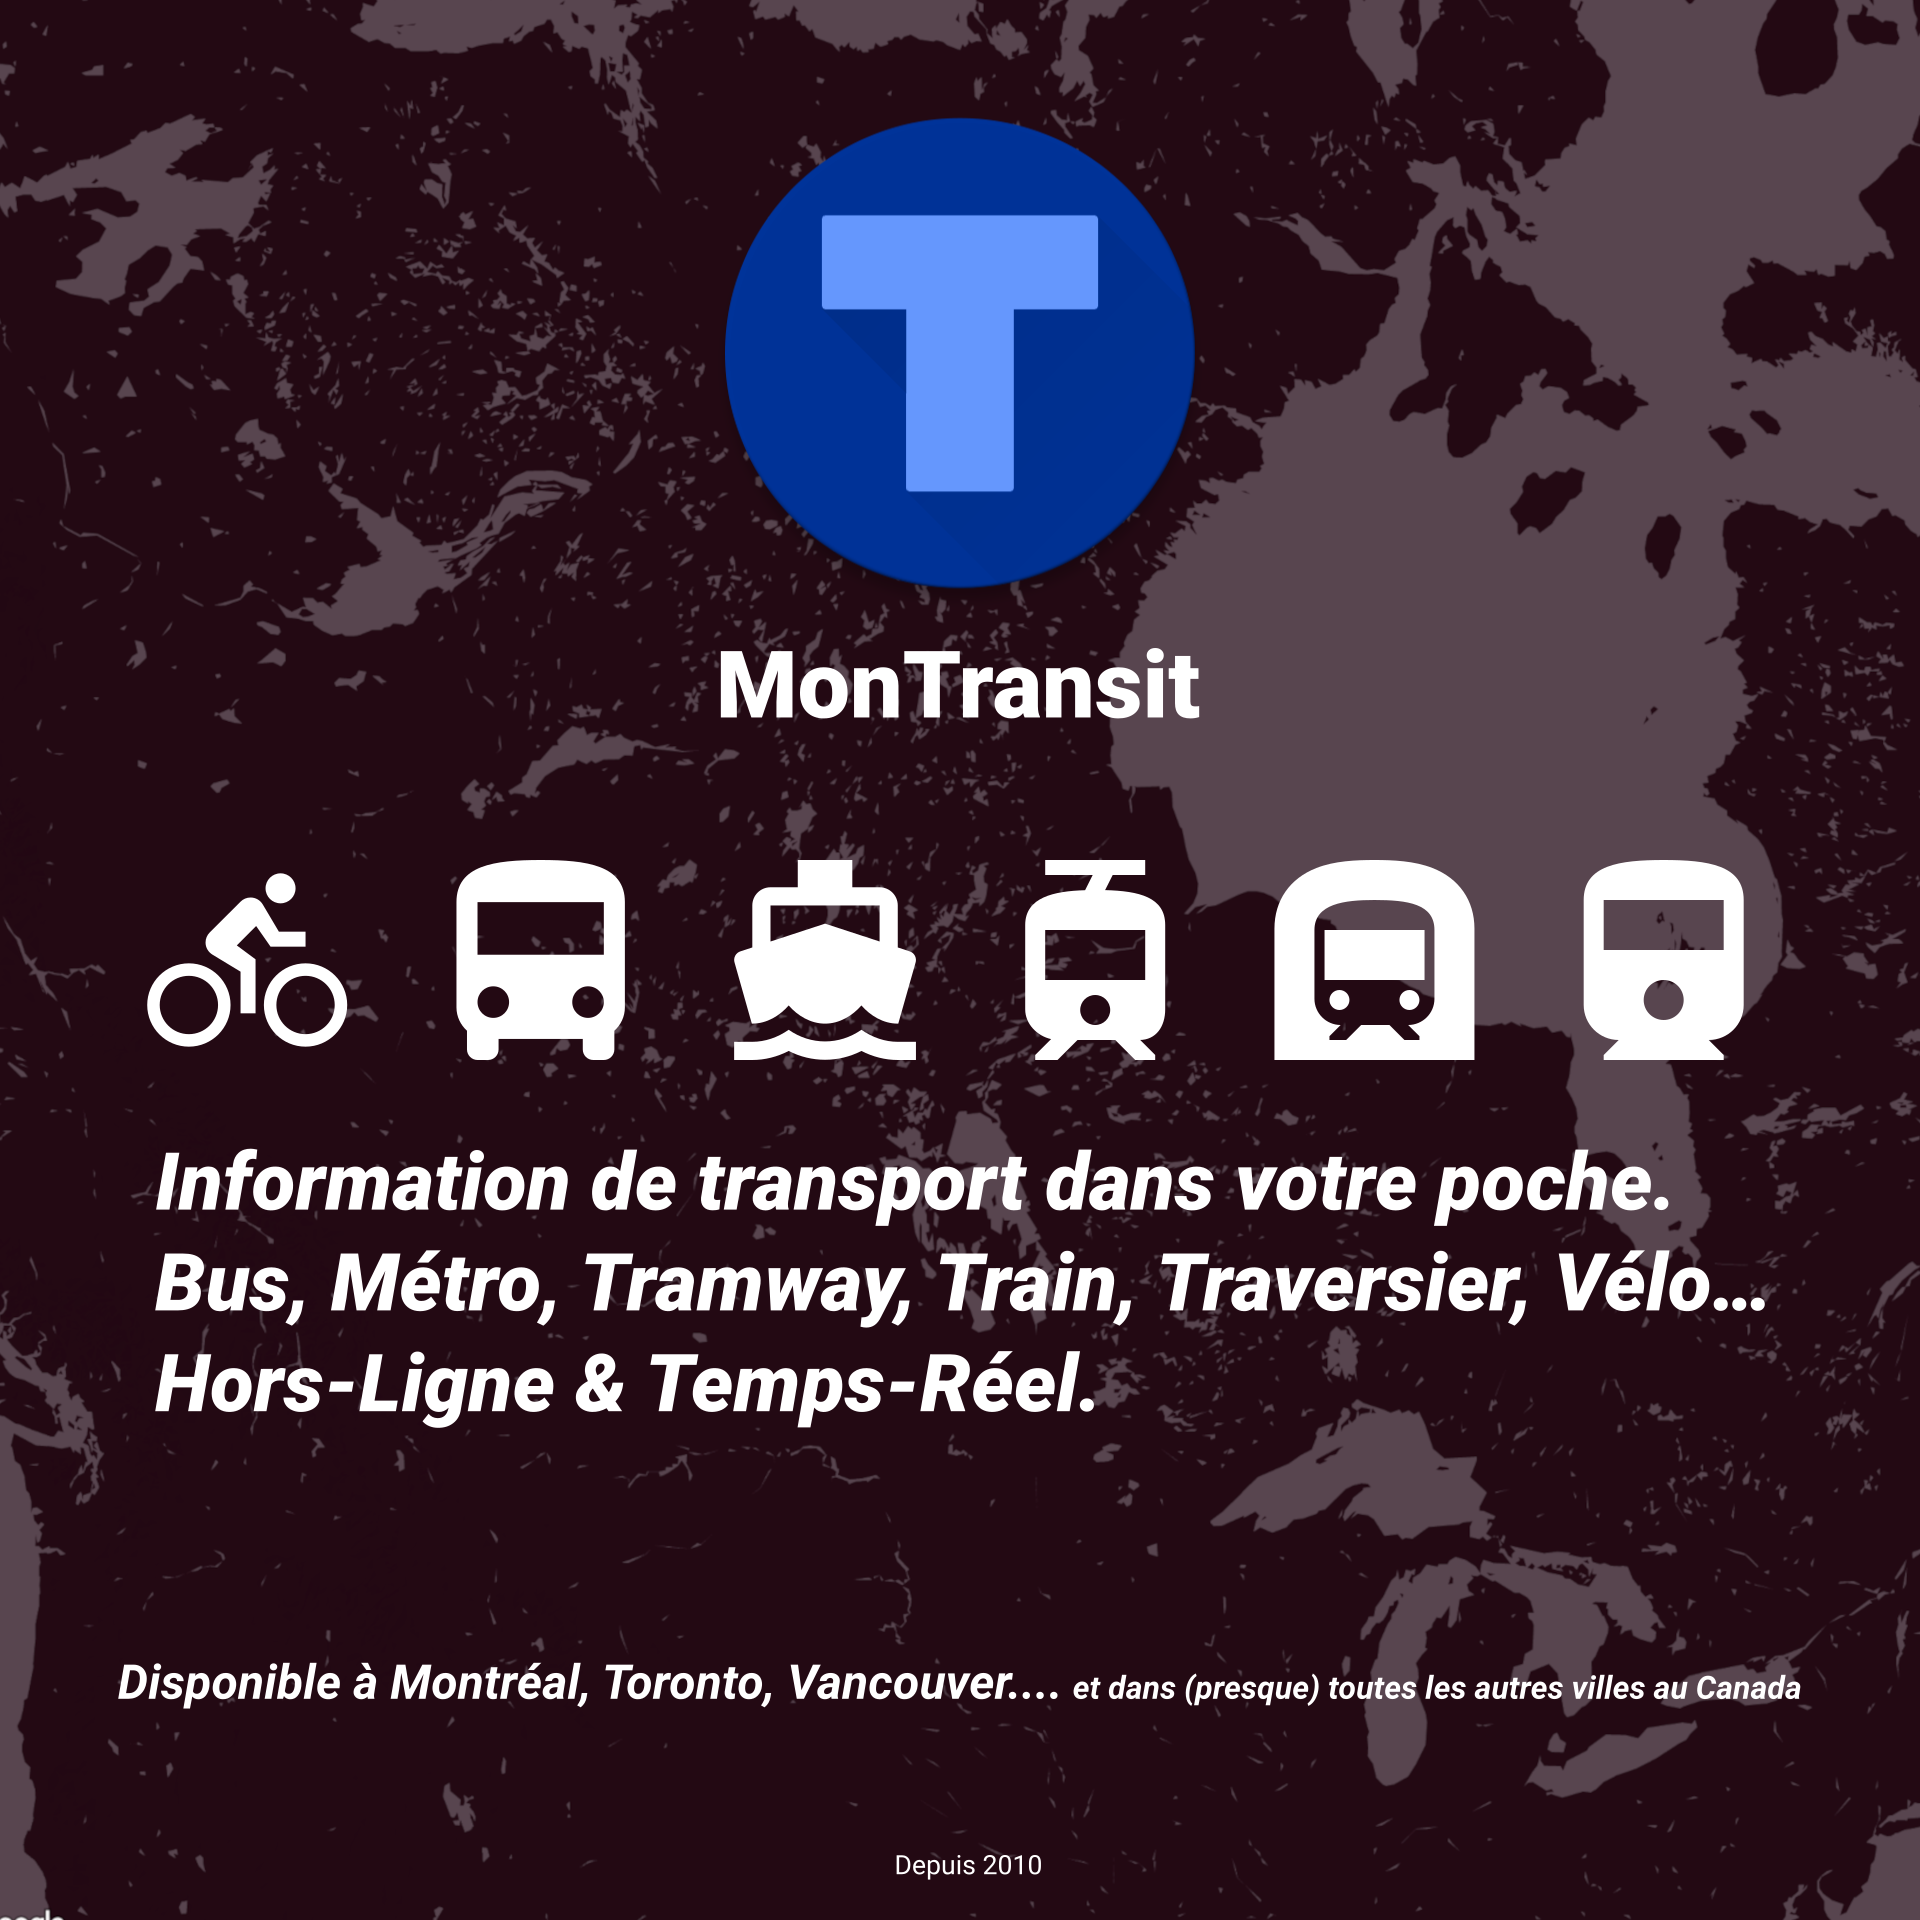 T
MonTransit
Information de transport dans votre poche.
Bus, Métro, Tramway, Train, Traversier, Vélo...
Hors-Ligne & Temps-Réel.
Disponible à Montréal, Toronto, Vancouver.... et dans (presque) toutes les autres villes au Canada
Depuis 2010